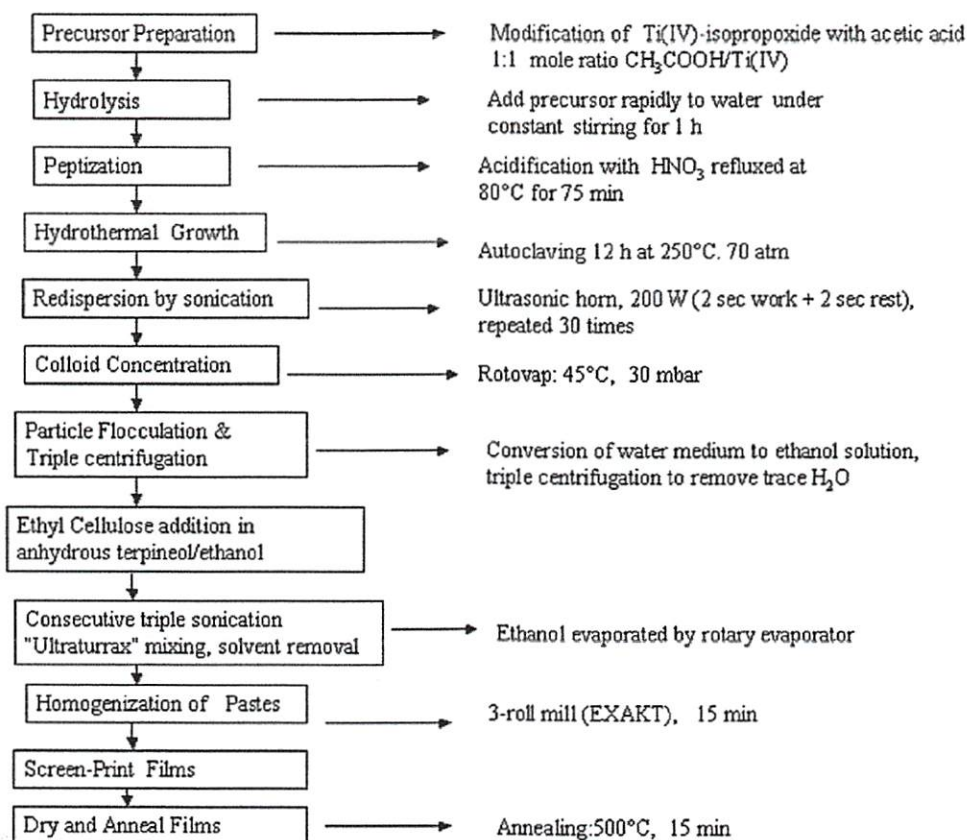 Precursor Preparation
Modification of Ti(IV)-isopropoxide with acetic acid
1:1 mole ratio CH₃COOH/Ti(IV)
Hydrolysis
Add precursor rapidly to water under
constant stirring for 1 h
Peptization
Acidification with HNO₃ refluxed at
80°C for 75 min
Hydrothermal Growth
Autoclaving 12 h at 250°C. 70 atm
Redispersion by sonication
Ultrasonic horn, 200 W (2 sec work + 2 sec rest),
repeated 30 times
Colloid Concentration
Rotovap: 45°C, 30 mbar
Particle Flocculation &
Triple centrifugation
Conversion of water medium to ethanol solution,
triple centrifugation to remove trace H₂O
Ethyl Cellulose addition in
anhydrous terpineol/ethanol
Consecutive triple sonication
"Ultraturrax" mixing, solvent removal
Ethanol evaporated by rotary evaporator
Homogenization of Pastes
3-roll mill (EXAKT), 15 min
Screen-Print Films
Dry and Anneal Films
Annealing:500°C, 15 min